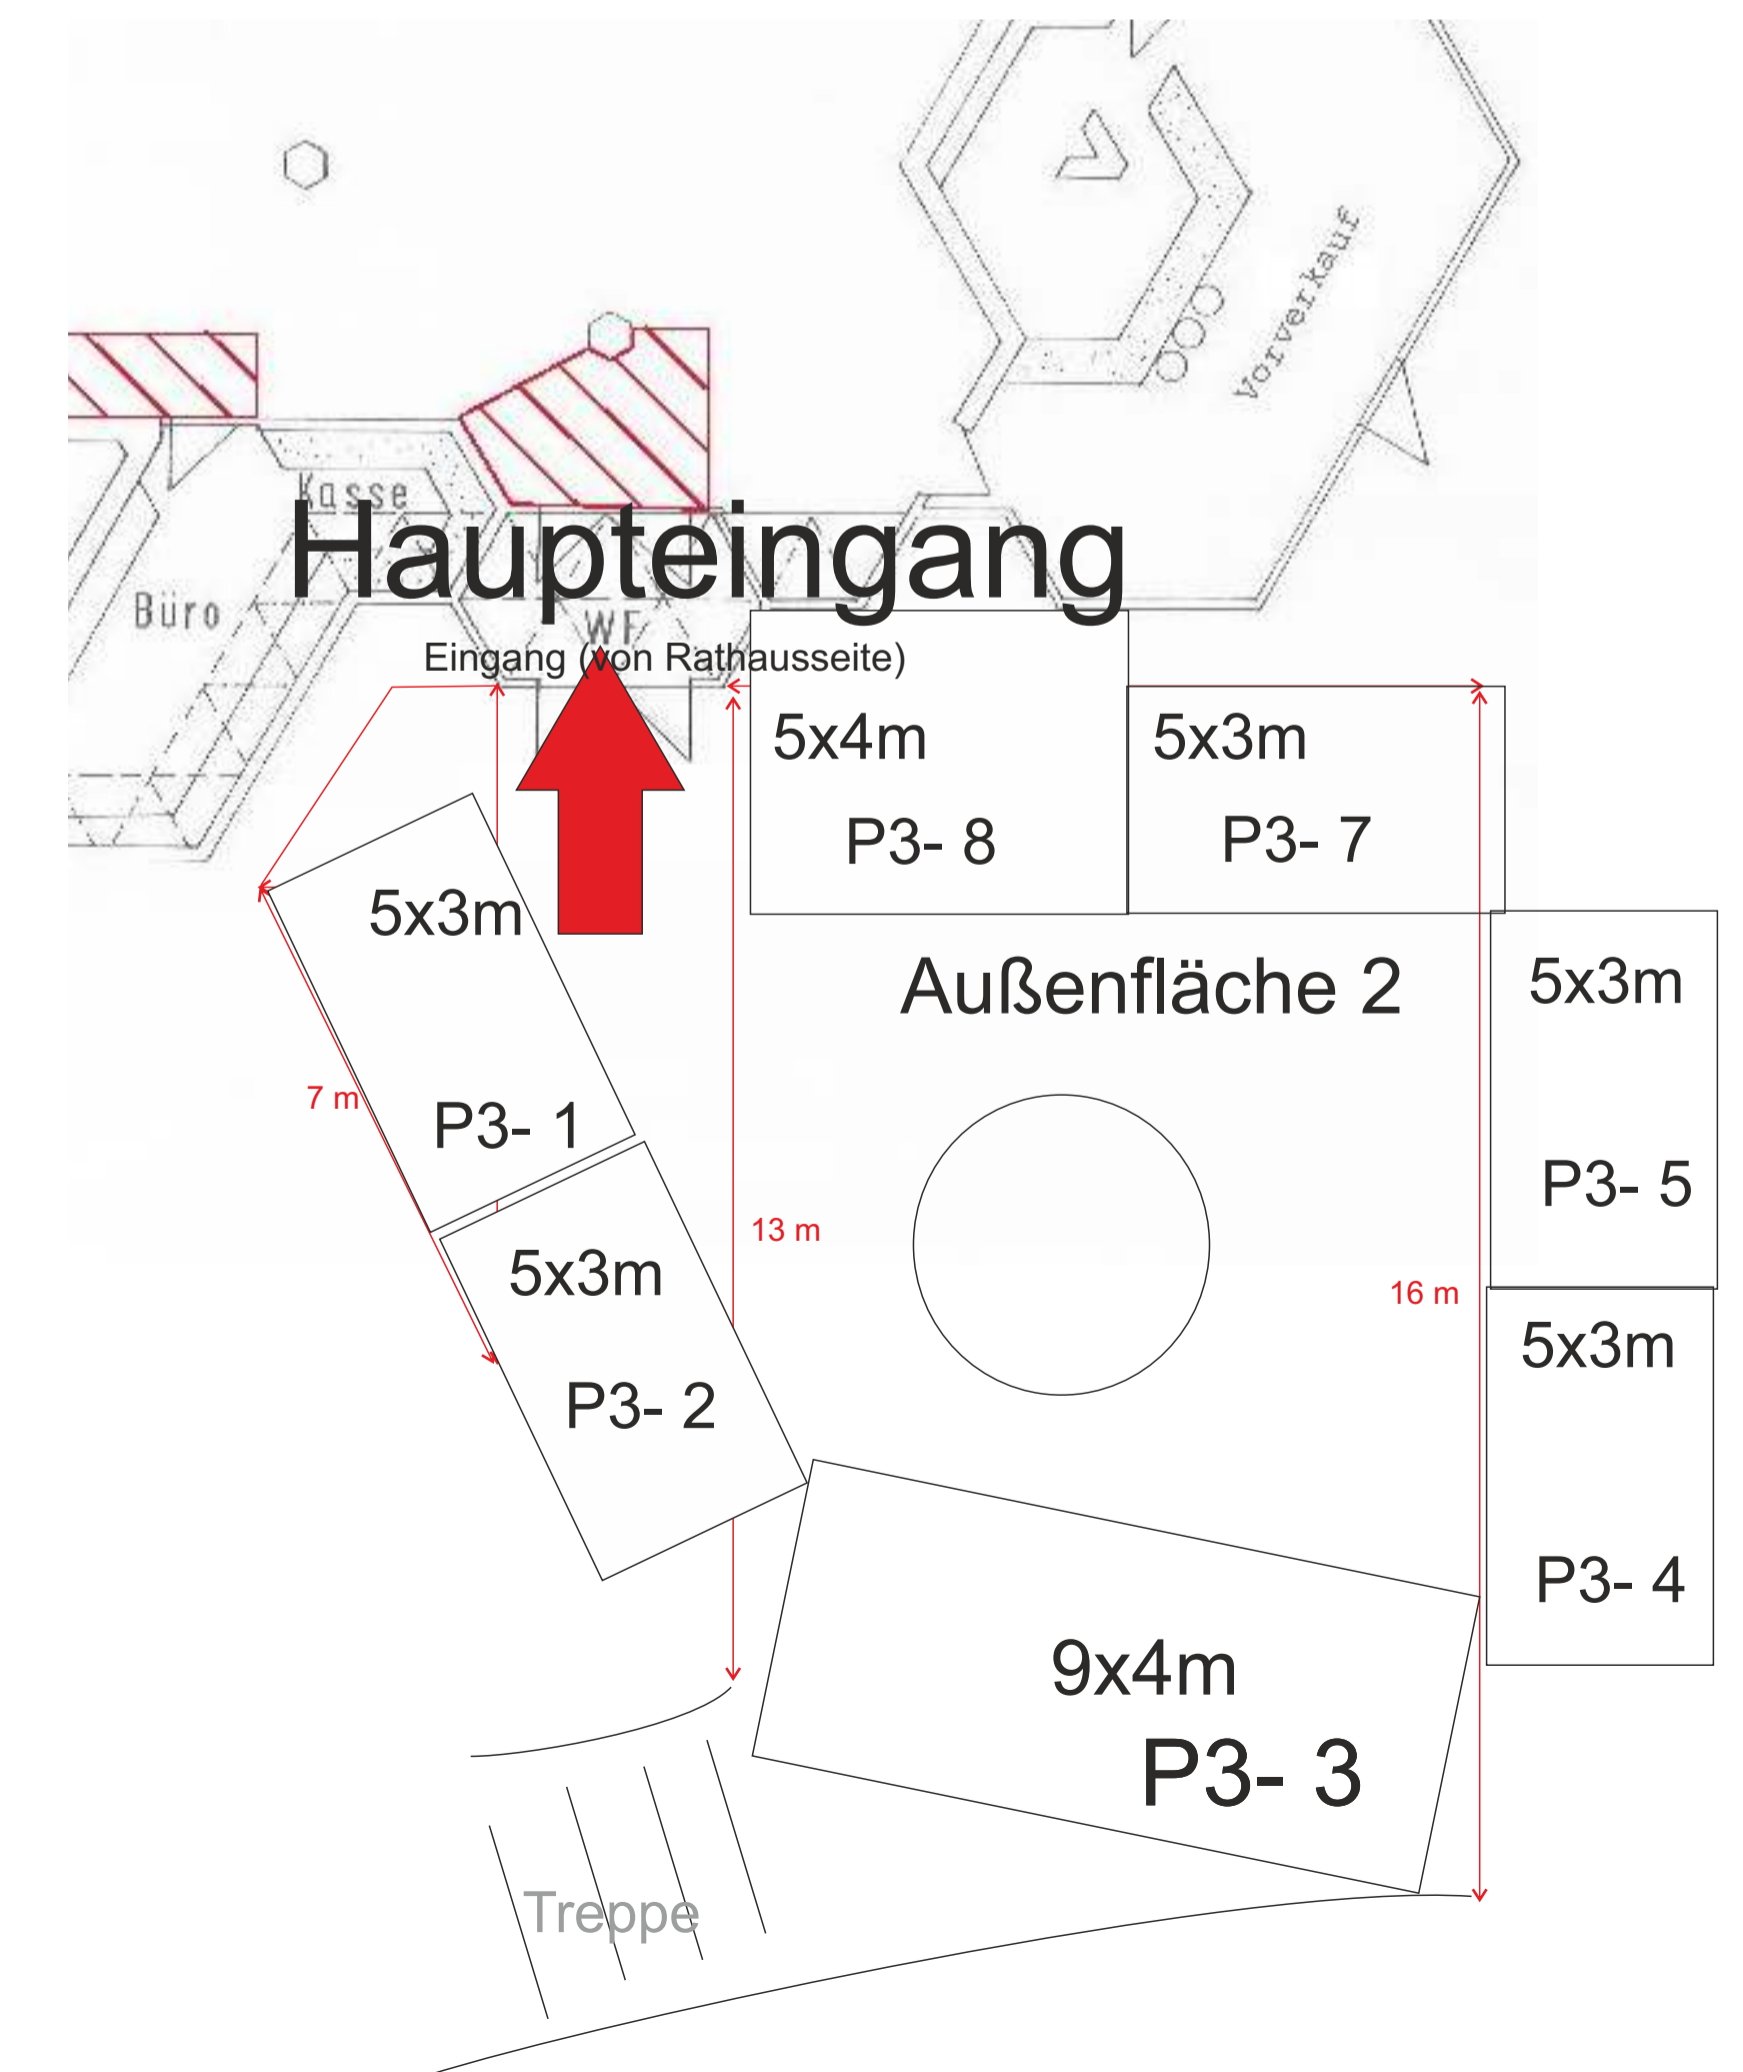 Vorverkauf
Kasse
Haupteingang
Büro
WF
Eingang (von Rathausseite)
5x4m
P3- 8
5x3m
P3- 7
5x3m
P3- 1
Außenfläche 2
5x3m
P3- 5
7 m
13 m
16 m
5x3m
P3- 2
5x3m
P3- 4
9x4m
P3- 3
Treppe